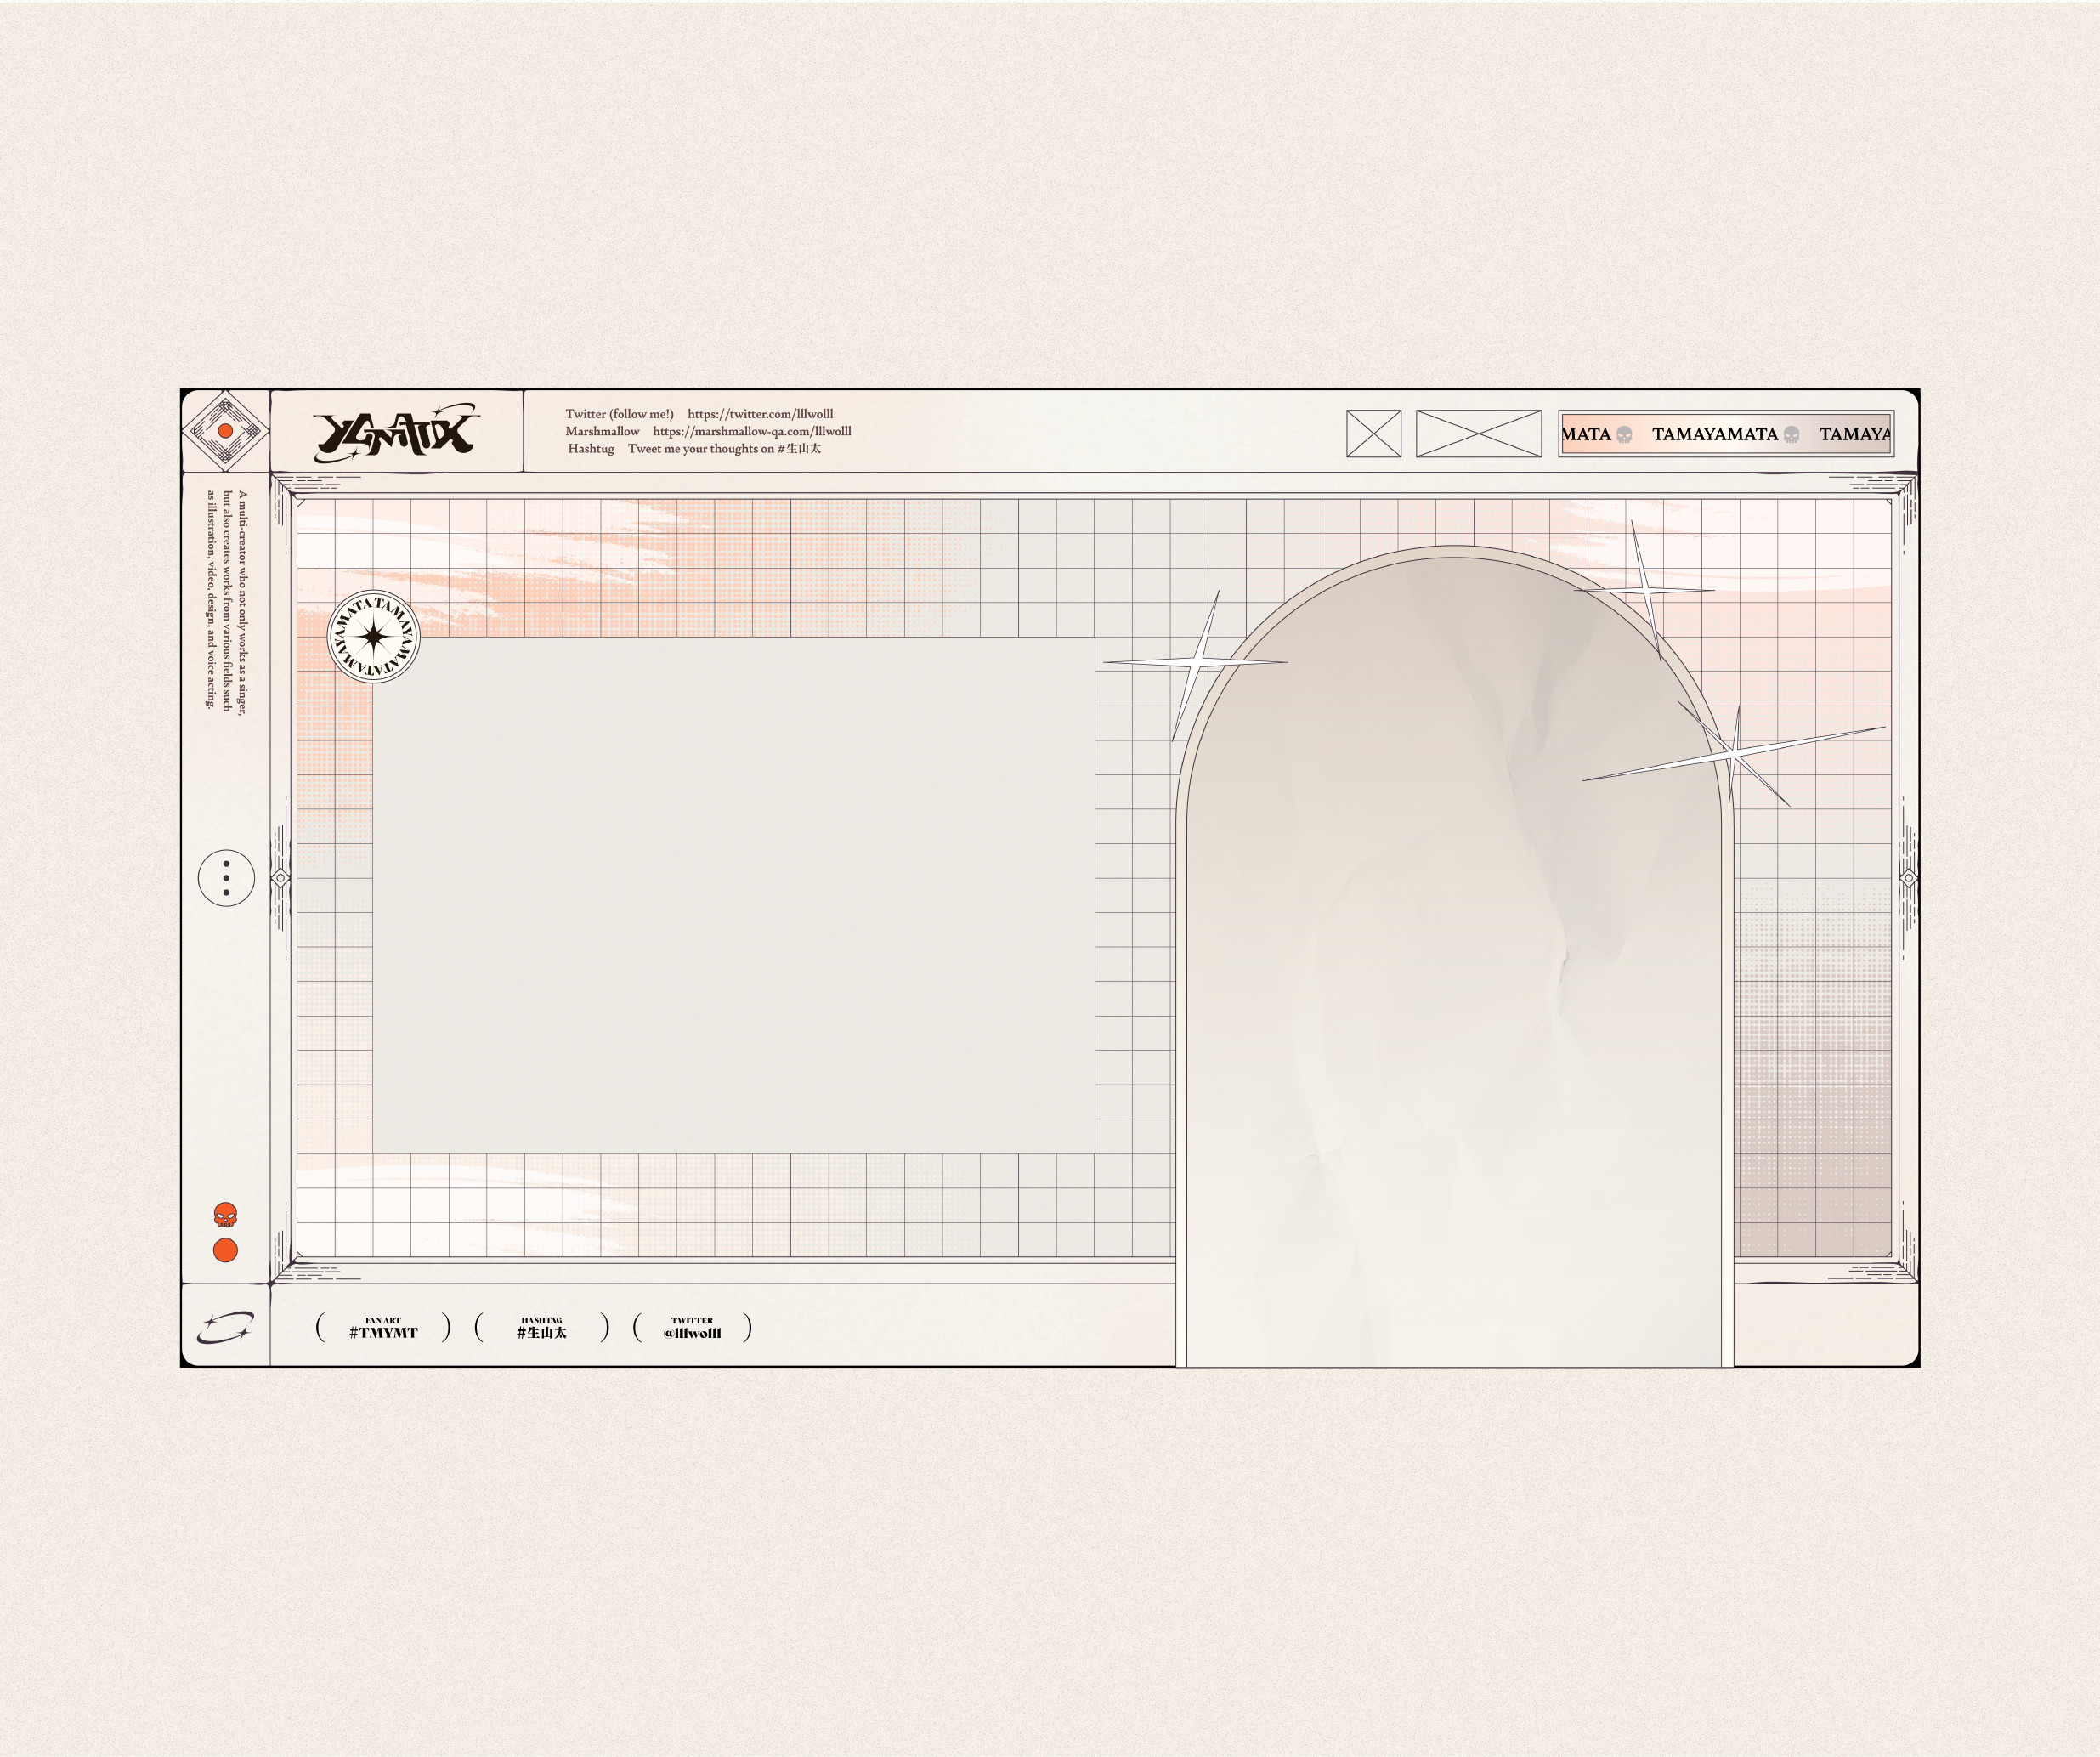 Twitter (follow me!) https://twitter.com/lllwolll
Marshmallow https://marshmallow-qa.com/lllwolll
Hashtug Tweet me your thoughts on #生山太
MATA TAMAYAMATA TAMAYA
A multi-creator who not only works as a singer,
but also creates works from various fields such
as illustration, video, design, and voice acting.
TAMAYAMATA TAMAYAMATA
FAN ART
#TMYMT
HASHTAG
#生山太
TWITTER
@lllwolll